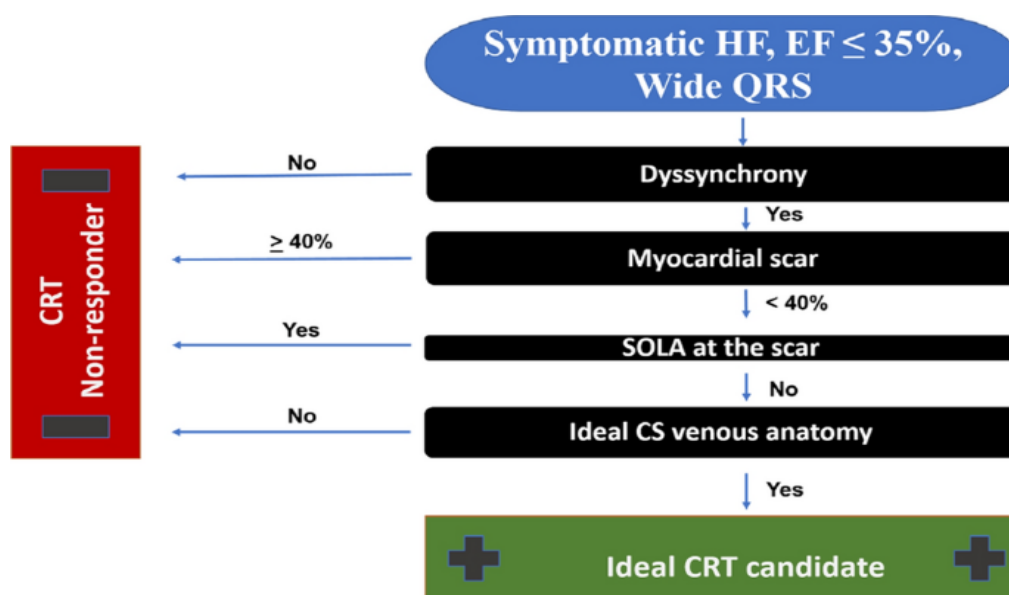 Symptomatic HF, EF ≤ 35%,
Wide QRS
No
Dyssynchrony
Yes
≥ 40%
Myocardial scar
< 40%
Yes
SOLA at the scar
No
No
Ideal CS venous anatomy
Yes
Ideal CRT candidate
CRT
Non-responder